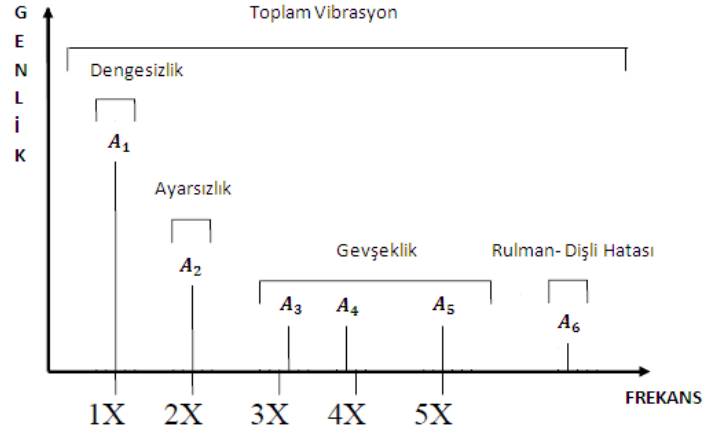 GENLİK
Toplam Vibrasyon
Dengesizlik
A1
Ayarsızlık
A2
Gevşeklik
Rulman- Dişli Hatası
A3 A4 A5
A6
FREKANS
1X 2X 3X 4X 5X